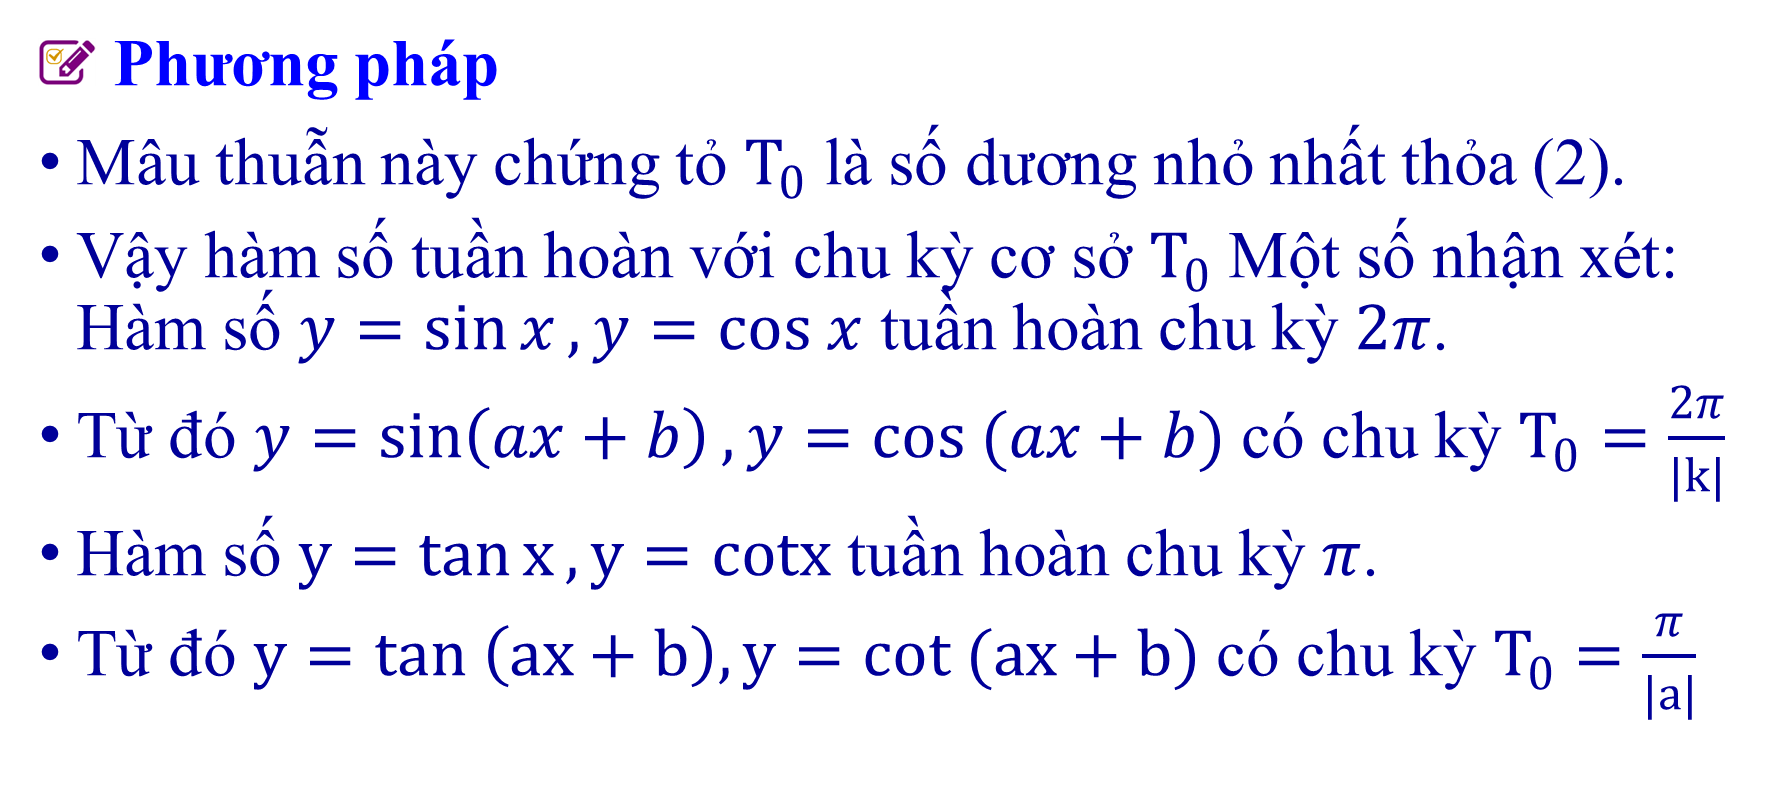 Phương pháp
• Mâu thuẫn này chứng tỏ T₀ là số dương nhỏ nhất thỏa (2).
• Vậy hàm số tuần hoàn với chu kỳ cơ sở T₀ Một số nhận xét:
Hàm số y = sin x , y = cos x tuần hoàn chu kỳ 2π.
• Từ đó y = sin(ax + b) , y = cos (ax + b) có chu kỳ T₀ = 2π/|k|
• Hàm số y = tan x , y = cotx tuần hoàn chu kỳ π.
• Từ đó y = tan (ax + b), y = cot (ax + b) có chu kỳ T₀ = π/|a|